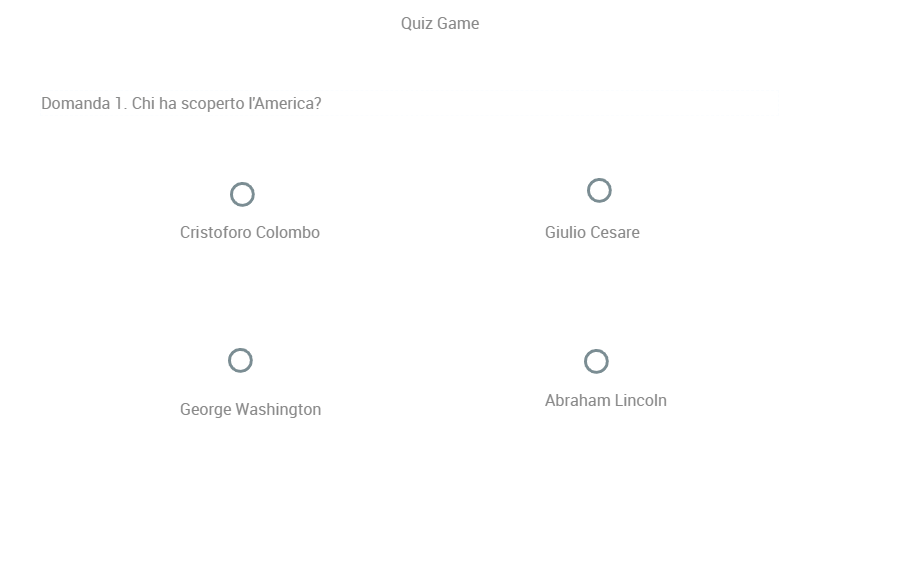 Quiz Game
Domanda 1. Chi ha scoperto l'America?
Cristoforo Colombo
Giulio Cesare
George Washington
Abraham Lincoln